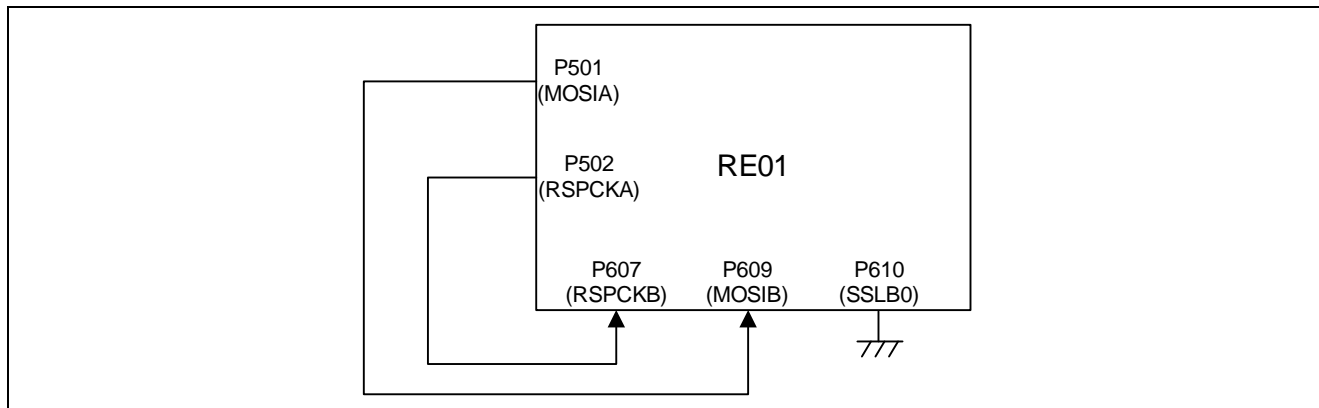 P501
(MOSIA)
P502
(RSPCKA)
RE01
P607
(RSPCKB)
P609
(MOSIB)
P610
(SSLB0)